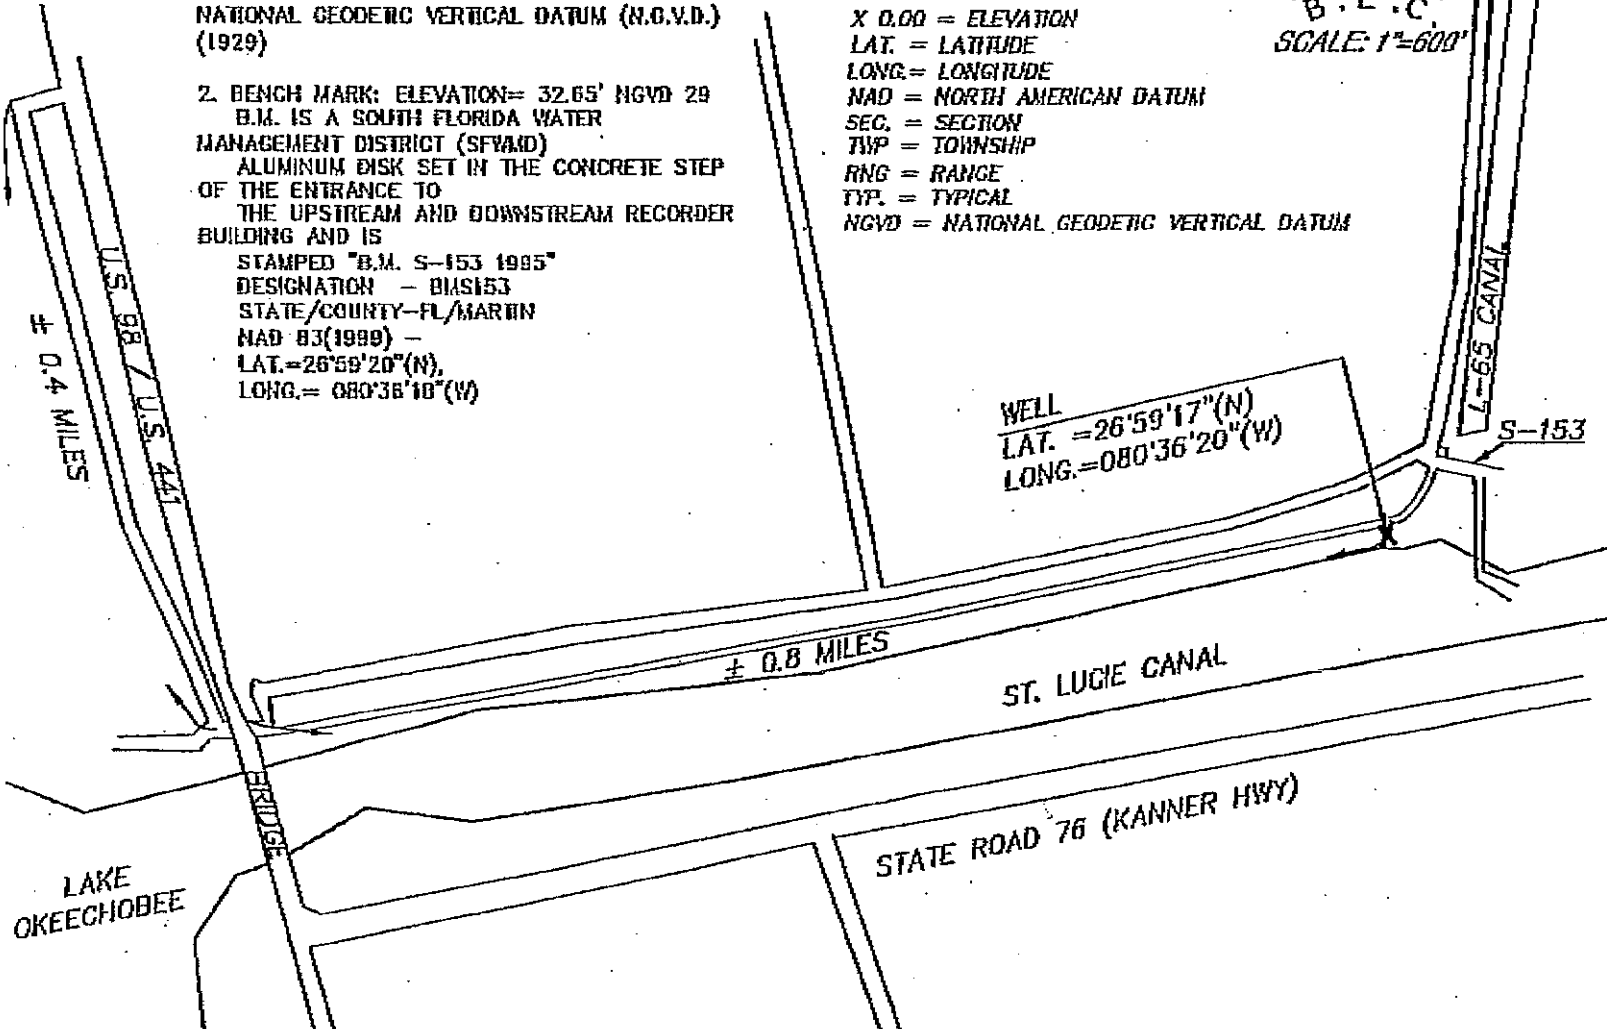 NATIONAL GEODETIC VERTICAL DATUM (N.G.V.D.)
(1929)
2. BENCH MARK: ELEVATION= 32.65' NGVD 29
B.M. IS A SOUTH FLORIDA WATER
MANAGEMENT DISTRICT (SFWMD)
ALUMINUM DISK SET IN THE CONCRETE STEP
OF THE ENTRANCE TO
THE UPSTREAM AND DOWNSTREAM RECORDER
BUILDING AND IS
STAMPED "B.M. S-153 1995"
DESIGNATION - BMS153
STATE/COUNTY-FL/MARTIN
NAD 83(1999) -
LAT.=26°59'20"(N),
LONG.= 080°36'18"(W)
X 0.00 = ELEVATION
LAT. = LATITUDE
LONG.= LONGITUDE
NAD = NORTH AMERICAN DATUM
SEC. = SECTION
TWP = TOWNSHIP
RNG = RANGE
TYP. = TYPICAL
NGVD = NATIONAL GEODETIC VERTICAL DATUM
SCALE: 1"=600'
U.S. 98 / U.S. 441
± 0.4 MILES
L-65 CANAL
S-153
WELL
LAT. =26°59'17"(N)
LONG.=080°36'20"(W)
X
± 0.8 MILES
ST. LUCIE CANAL
BRIDGE
STATE ROAD 76 (KANNER HWY)
LAKE
OKEECHOBEE